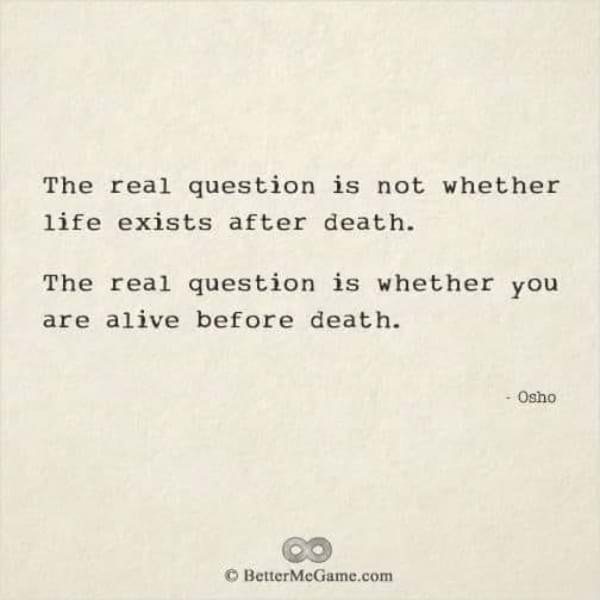 The real question is not whether
life exists after death.
The real question is whether you
are alive before death.
- Osho
© BetterMeGame.com